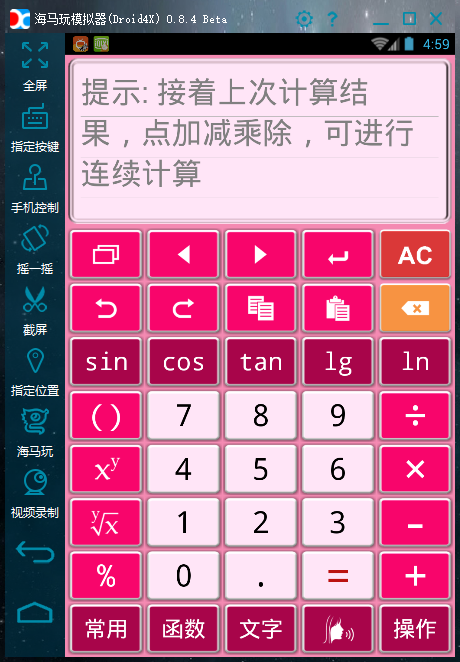 海马玩模拟器(Droid4X) 0.8.4 Beta
4:59
全屏
指定按键
手机控制
摇一摇
截屏
指定位置
海马玩
视频录制
提示: 接着上次计算结
果，点加减乘除，可进行
连续计算
AC
sin cos tan lg ln
( ) 7 8 9 ÷
xʸ 4 5 6 ×
ʸ√x 1 2 3 -
% 0 . = +
常用 函数 文字 操作